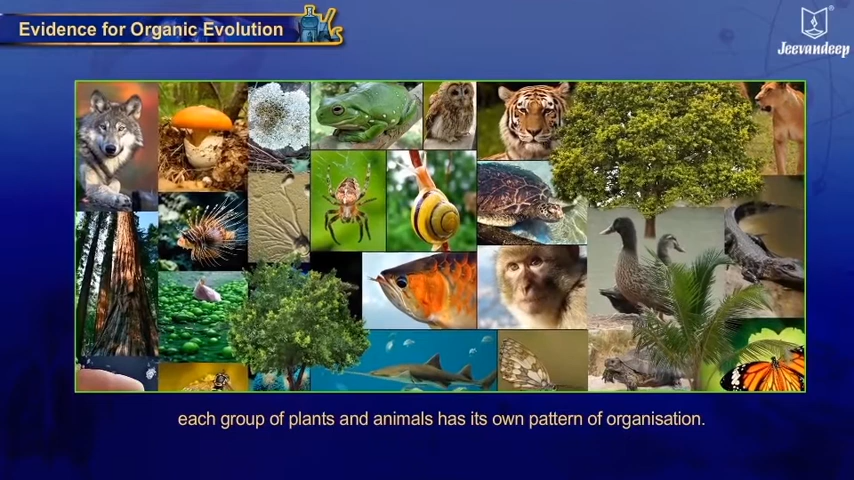 Evidence for Organic Evolution
Jeevandeep
each group of plants and animals has its own pattern of organisation.